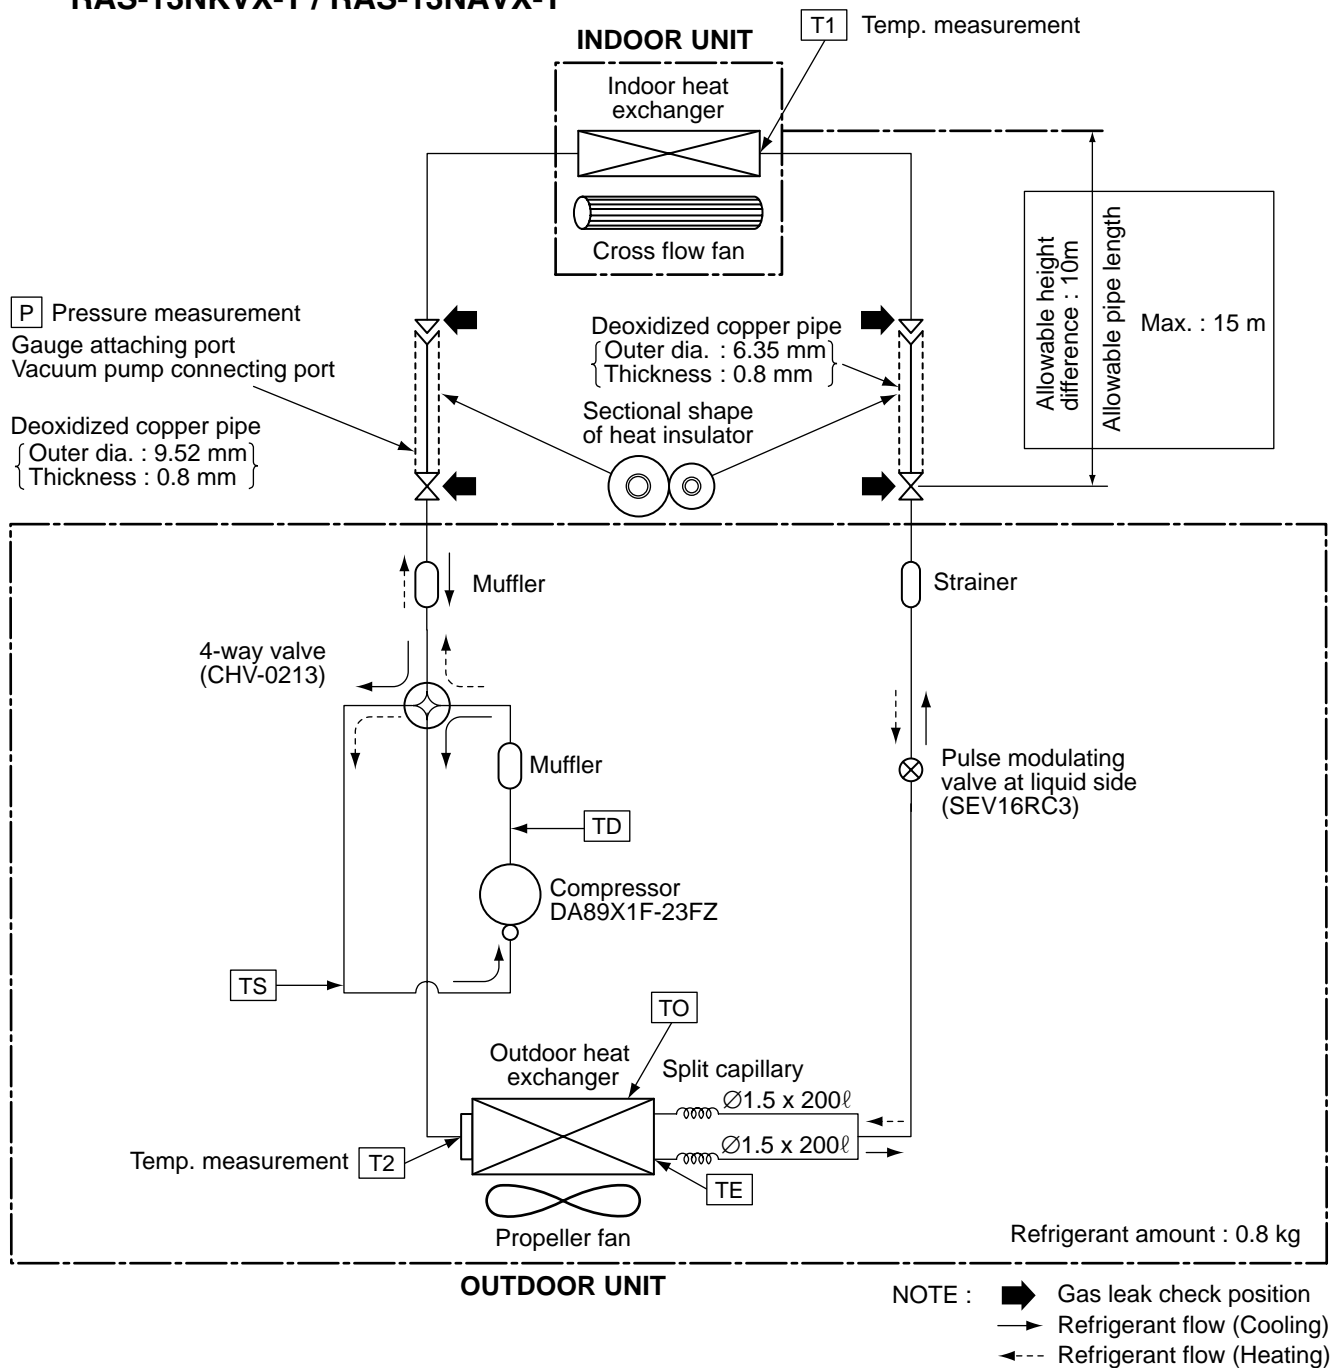 RAS-13NKVX-T / RAS-13NAVX-T
T1 Temp. measurement
INDOOR UNIT
Indoor heat
exchanger
Cross flow fan
Allowable height
difference : 10m
Allowable pipe length
Max. : 15 m
P Pressure measurement
Gauge attaching port
Vacuum pump connecting port
Deoxidized copper pipe
Outer dia. : 9.52 mm
Thickness : 0.8 mm
Deoxidized copper pipe
Outer dia. : 6.35 mm
Thickness : 0.8 mm
Sectional shape
of heat insulator
Muffler
Strainer
4-way valve
(CHV-0213)
Muffler
Pulse modulating
valve at liquid side
(SEV16RC3)
TD
Compressor
DA89X1F-23FZ
TS
TO
Outdoor heat
exchanger
Split capillary
Ø1.5 x 200ℓ
Ø1.5 x 200ℓ
Temp. measurement T2
TE
Propeller fan
Refrigerant amount : 0.8 kg
OUTDOOR UNIT
NOTE :
Gas leak check position
Refrigerant flow (Cooling)
Refrigerant flow (Heating)